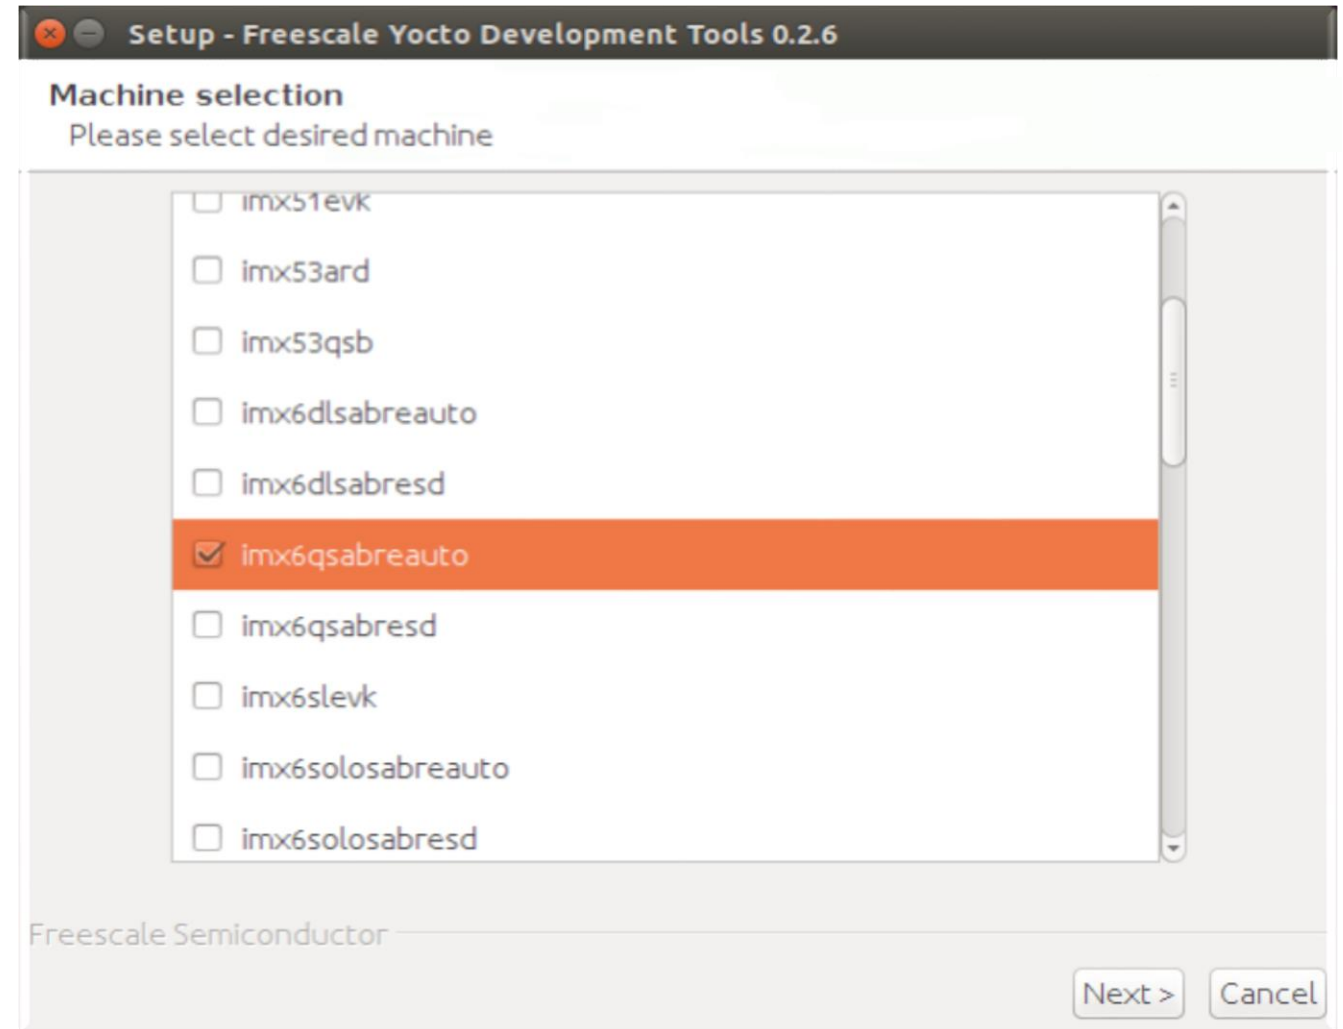 Setup - Freescale Yocto Development Tools 0.2.6
Machine selection
Please select desired machine
imx51evk
imx53ard
imx53qsb
imx6dlsabreauto
imx6dlsabresd
imx6qsabreauto
imx6qsabresd
imx6slevk
imx6solosabreauto
imx6solosabresd
Freescale Semiconductor
Next > Cancel